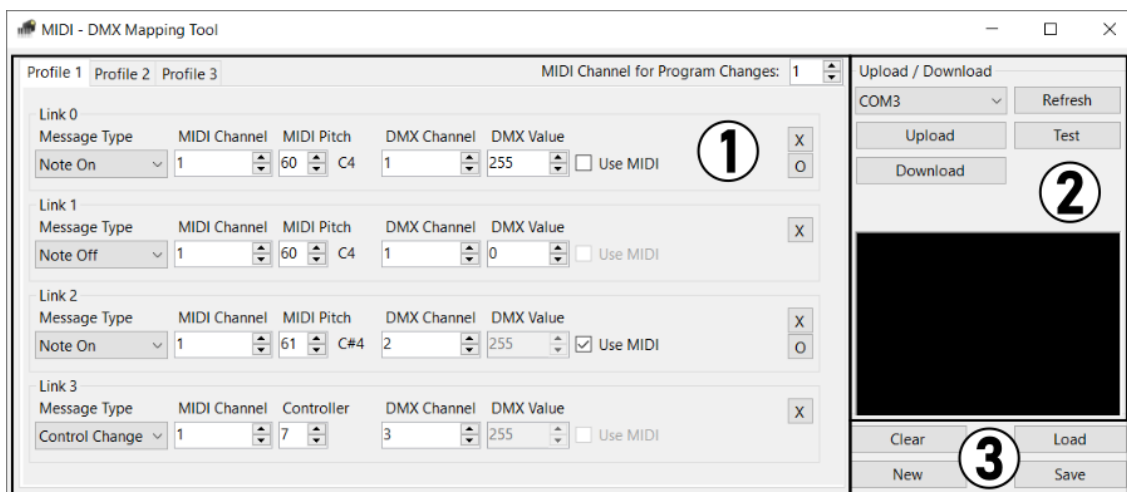 MIDI - DMX Mapping Tool
Profile 1 Profile 2 Profile 3 MIDI Channel for Program Changes: 1
Link 0
Message Type MIDI Channel MIDI Pitch DMX Channel DMX Value
Note On 1 60 C4 1 255 Use MIDI X O
1
Link 1
Message Type MIDI Channel MIDI Pitch DMX Channel DMX Value
Note Off 1 60 C4 1 0 Use MIDI X
Link 2
Message Type MIDI Channel MIDI Pitch DMX Channel DMX Value
Note On 1 61 C#4 2 255 Use MIDI X O
Link 3
Message Type MIDI Channel Controller DMX Channel DMX Value
Control Change 1 7 3 255 Use MIDI X
Upload / Download
COM3 Refresh
Upload Test
Download
2
Clear Load
3
New Save